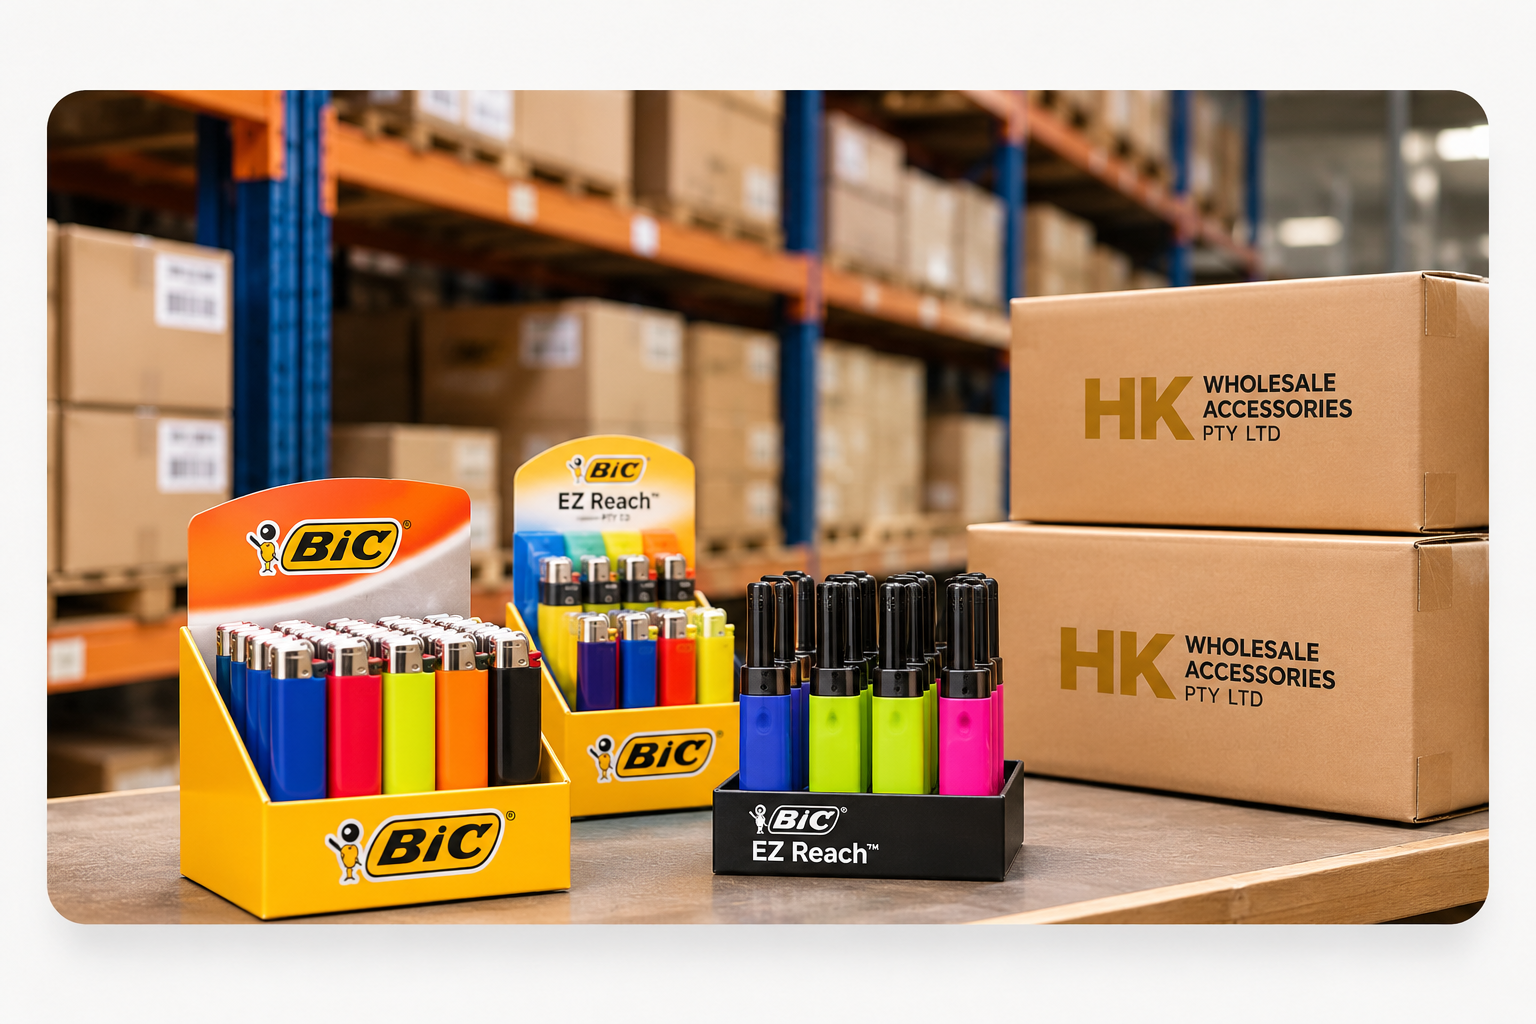 BiC®
BiC
EZ Reach™
PTY
BiC
BiC®
BiC®
EZ Reach™
HK WHOLESALE
ACCESSORIES
PTY LTD
HK WHOLESALE
ACCESSORIES
PTY LTD